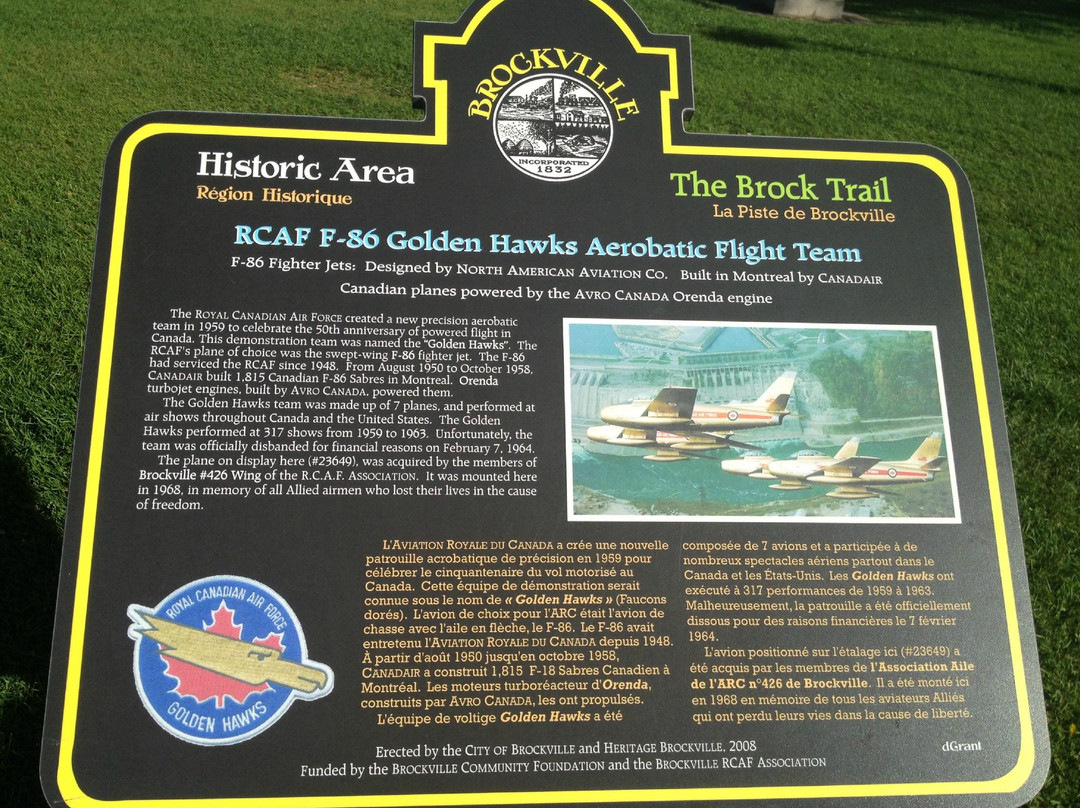 BROCKVILLE
INCORPORATED
1832
Historic Area
Région Historique
The Brock Trail
La Piste de Brockville
RCAF F-86 Golden Hawks Aerobatic Flight Team
F-86 Fighter Jets: Designed by NORTH AMERICAN AVIATION CO. Built in Montreal by CANADAIR
Canadian planes powered by the AVRO CANADA Orenda engine
The ROYAL CANADIAN AIR FORCE created a new precision aerobatic
team in 1959 to celebrate the 50th anniversary of powered flight in
Canada. This demonstration team was named the "Golden Hawks". The
RCAF's plane of choice was the swept-wing F-86 fighter jet. The F-86
had serviced the RCAF since 1948. From August 1950 to October 1958,
CANADAIR built 1,815 Canadian F-86 Sabres in Montreal. Orenda
turbojet engines, built by AVRO CANADA, powered them.
The Golden Hawks team was made up of 7 planes, and performed at
air shows throughout Canada and the United States. The Golden
Hawks performed at 317 shows from 1959 to 1963. Unfortunately, the
team was officially disbanded for financial reasons on February 7, 1964.
The plane on display here (#23649), was acquired by the members of
Brockville #426 Wing of the R.C.A.F. ASSOCIATION. It was mounted here
in 1968, in memory of all Allied airmen who lost their lives in the cause
of freedom.
L'AVIATION ROYALE DU CANADA a crée une nouvelle
patrouille acrobatique de précision en 1959 pour
célébrer le cinquantenaire du vol motorisé au
Canada. Cette équipe de démonstration serait
connue sous le nom de « Golden Hawks » (Faucons
dorés). L'avion de choix pour l'ARC était l'avion de
chasse avec l'aile en flèche, le F-86. Le F-86 avait
entretenu l'AVIATION ROYALE DU CANADA depuis 1948.
À partir d'août 1950 jusqu'en octobre 1958,
CANADAIR a construit 1,815 F-18 Sabres Canadien à
Montréal. Les moteurs turboréacteur d'Orenda,
construits par AVRO CANADA, les ont propulsés.
L'équipe de voltige Golden Hawks a été
composée de 7 avions et a participée à de
nombreux spectacles aériens partout dans le
Canada et les États-Unis. Les Golden Hawks ont
exécuté à 317 performances de 1959 à 1963.
Malheureusement, la patrouille a été officiellement
dissous pour des raisons financières le 7 février
1964.
L'avion positionné sur l'étalage ici (#23649) a
été acquis par les membres de l'Association Aile
de l'ARC n°426 de Brockville. Il a été monté ici
en 1968 en mémoire de tous les aviateurs Alliés
qui ont perdu leurs vies dans la cause de liberté.
ROYAL CANADIAN AIR FORCE
GOLDEN HAWKS
Erected by the CITY OF BROCKVILLE and HERITAGE BROCKVILLE, 2008
dGrant
Funded by the BROCKVILLE COMMUNITY FOUNDATION and the BROCKVILLE RCAF ASSOCIATION